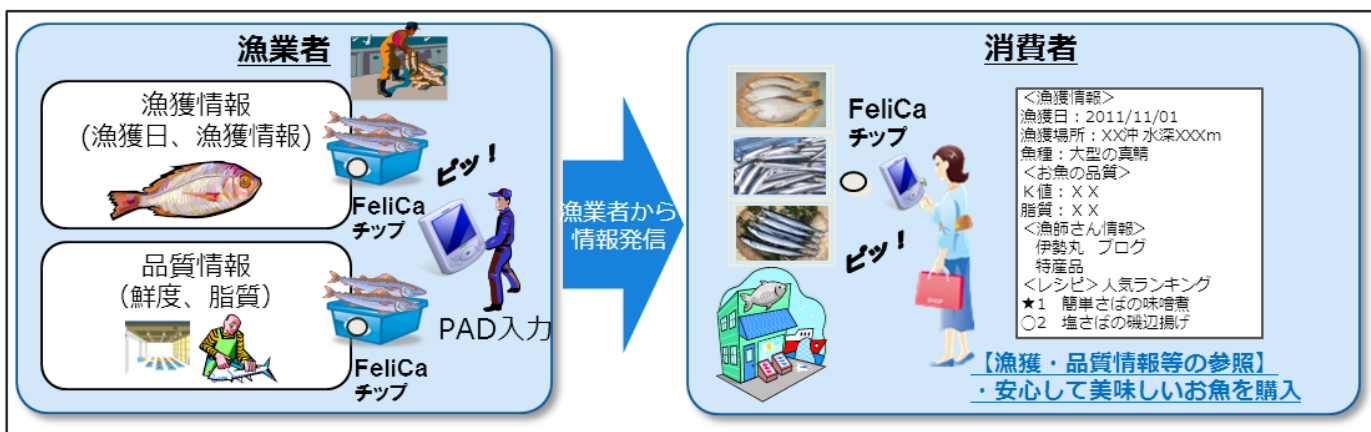 漁業者
漁獲情報
(漁獲日、漁獲情報)
FeliCa
チップ
ピッ！
品質情報
（鮮度、脂質）
FeliCa
チップ
PAD入力
漁業者から
情報発信
消費者
FeliCa
チップ
ピッ！
SHOP
＜漁獲情報＞
漁獲日：2011/11/01
漁獲場所：XX沖 水深XXXm
魚種：大型の真鯖
＜お魚の品質＞
Ｋ値：ＸＸ
脂質：ＸＸ
＜漁師さん情報＞
伊勢丸　ブログ
特産品
＜レシピ＞人気ランキング
★1　簡単さばの味噌煮
○2　塩さばの磯辺揚げ
【漁獲・品質情報等の参照】
・安心して美味しいお魚を購入